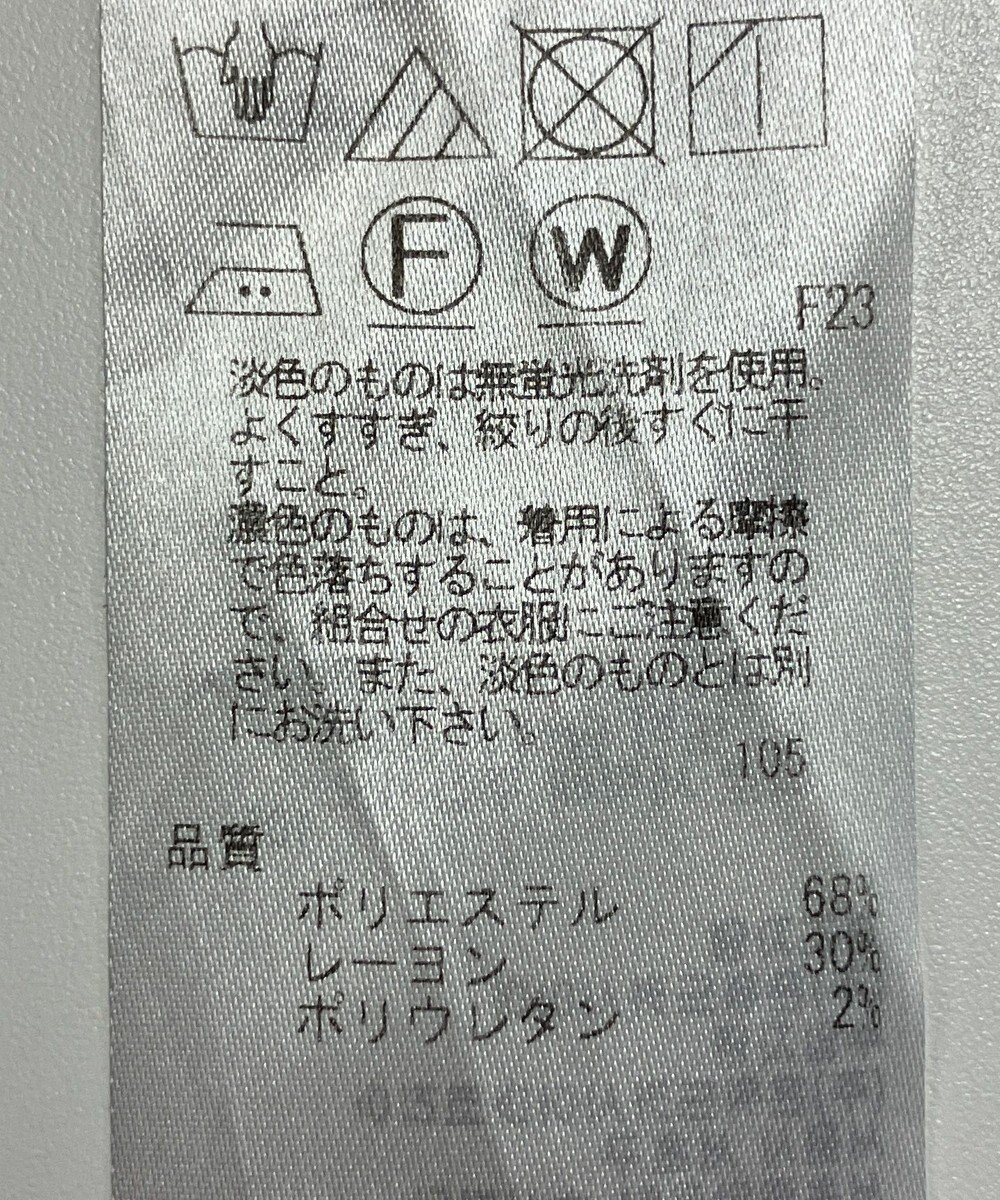 F
W
F23
淡色のものは無蛍光洗剤を使用。
よくすすぎ、絞りの後すぐに干
すこと。
濃色のものは、着用による摩擦
で色落ちすることがありますの
で、組合せの衣服にご注意くだ
さい。また、淡色のものとは別
にお洗い下さい。
105
品質
ポリエステル 68%
レーヨン 30%
ポリウレタン 2%